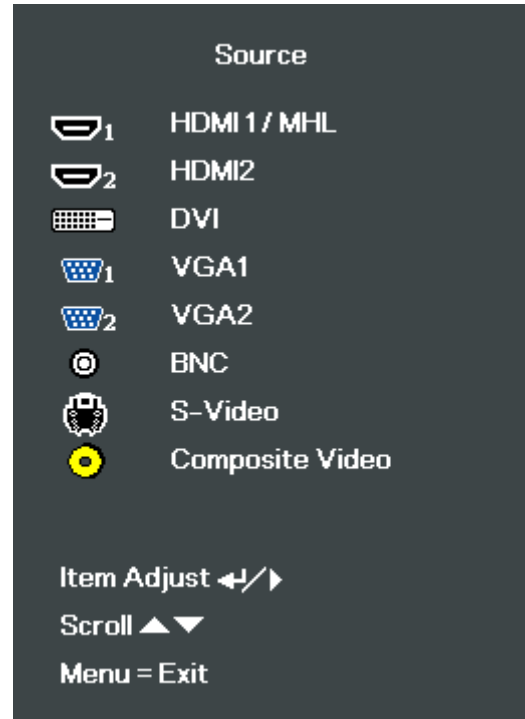 Source
1 HDMI 1 / MHL
2 HDMI2
DVI
1 VGA1
2 VGA2
BNC
S-Video
Composite Video
Item Adjust ↵/▶
Scroll ▲▼
Menu = Exit